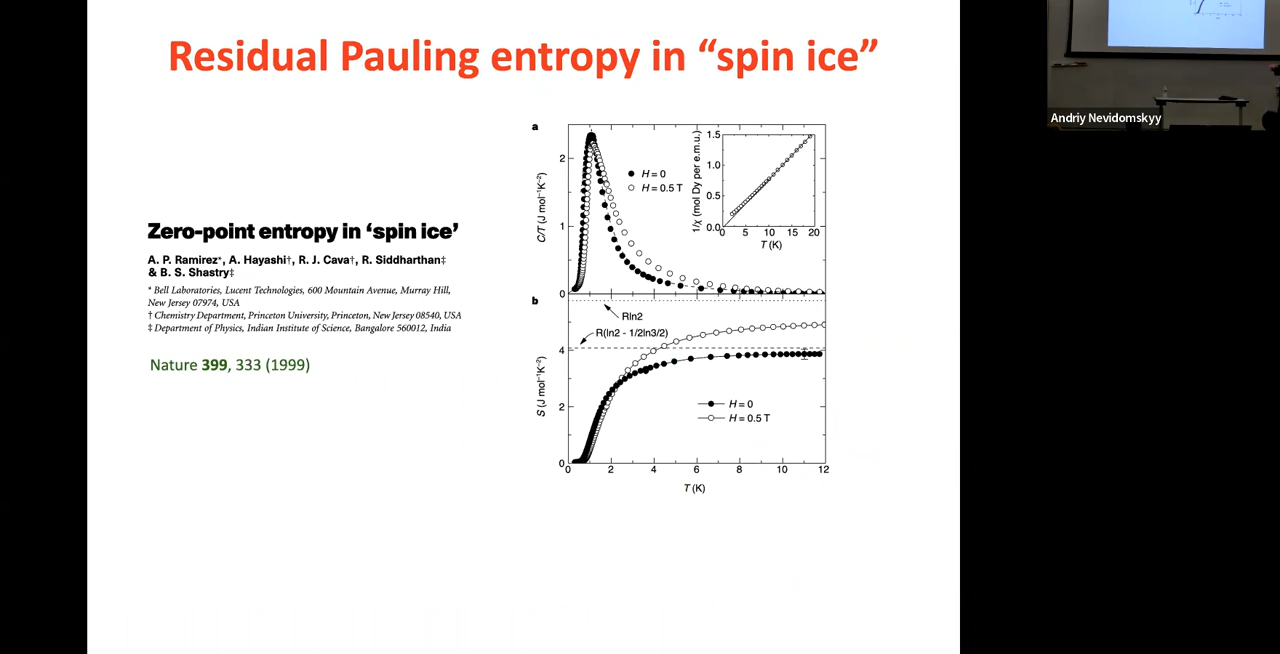 Residual Pauling entropy in “spin ice”
Andriy Nevidomskyy
Zero-point entropy in ‘spin ice’
A. P. Ramirez*, A. Hayashi†, R. J. Cava†, R. Siddharthan‡
& B. S. Shastry‡
* Bell Laboratories, Lucent Technologies, 600 Mountain Avenue, Murray Hill,
New Jersey 07974, USA
† Chemistry Department, Princeton University, Princeton, New Jersey 08540, USA
‡ Department of Physics, Indian Institute of Science, Bangalore 560012, India
Nature 399, 333 (1999)
a
C/T (J mol⁻¹K⁻²)
2
1
0
H = 0
H = 0.5 T
1/χ (mol Dy per e.m.u.)
1.5
1.0
0.5
0.0
0 5 10 15 20
T (K)
b
S (J mol⁻¹K⁻²)
Rln2
R(ln2 - 1/2ln3/2)
4
2
0
H = 0
H = 0.5 T
0 2 4 6 8 10 12
T (K)